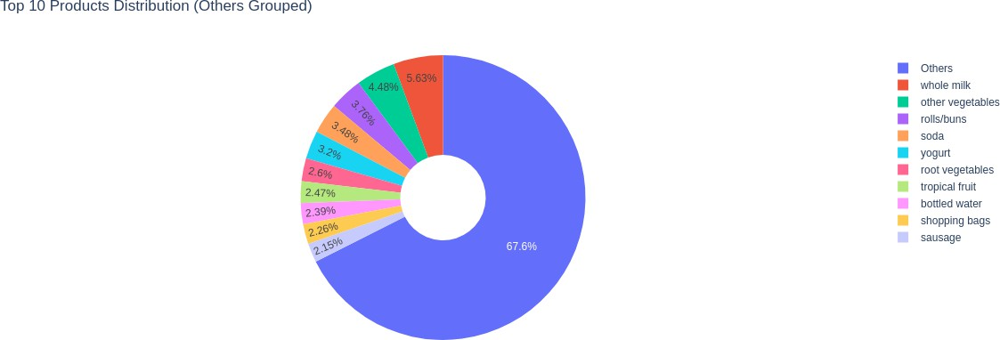 Top 10 Products Distribution (Others Grouped)
5.63%
4.48%
3.76%
3.48%
3.2%
2.6%
2.47%
2.39%
2.26%
2.15%
67.6%
Others
whole milk
other vegetables
rolls/buns
soda
yogurt
root vegetables
tropical fruit
bottled water
shopping bags
sausage